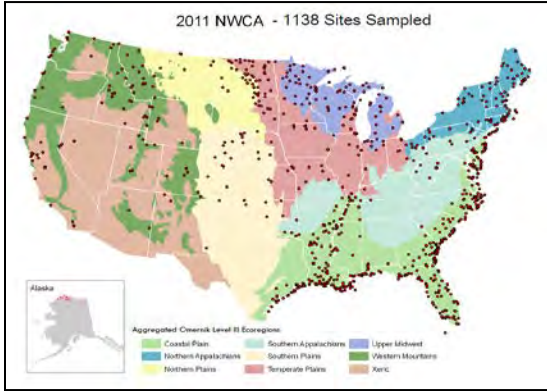 2011 NWCA - 1138 Sites Sampled
Alaska
Aggregated Omernik Level III Ecoregions
Coastal Plain
Southern Appalachians
Upper Midwest
Northern Appalachians
Southern Plains
Western Mountains
Northern Plains
Temperate Plains
Xeric